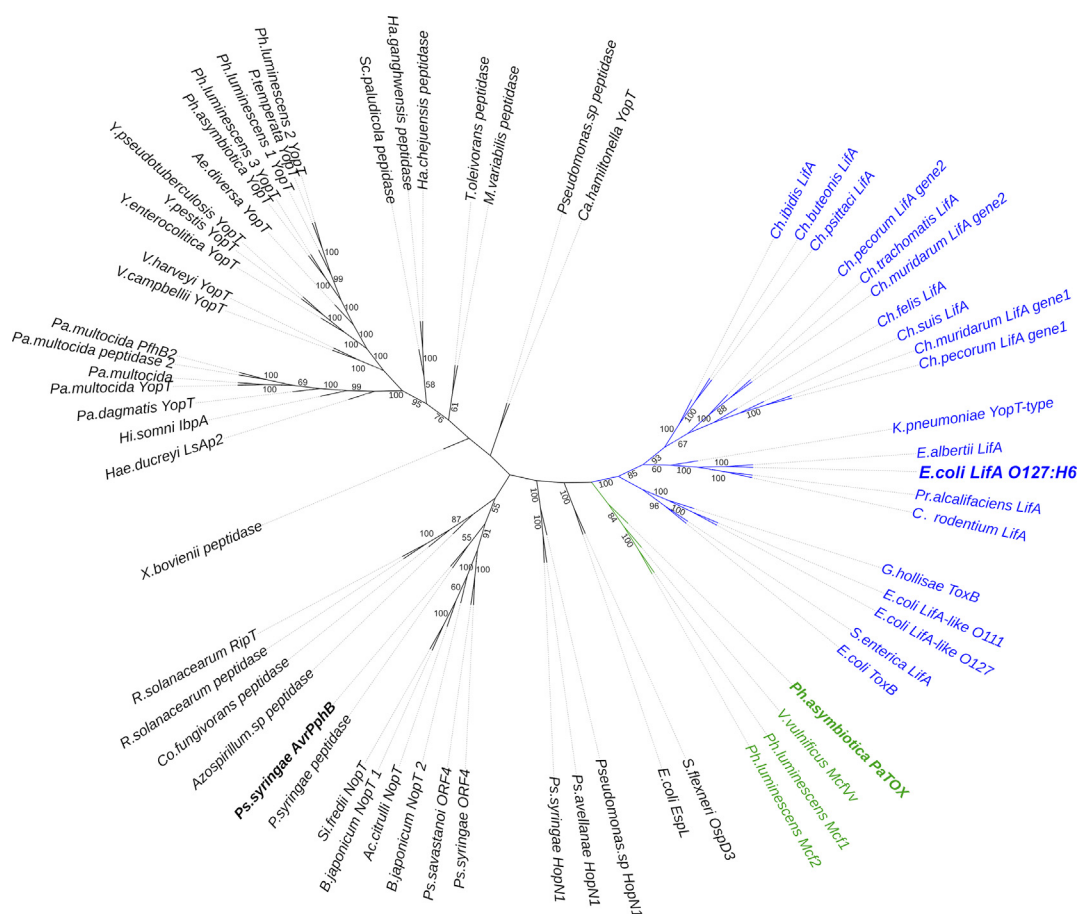 Ph.luminescens 2 YopT
P.temperata YopT
Ph.luminescens 1 YopT
Ph.luminescens 3 YopT
Ph.asymbiotica YopT
Ae.diversa YopT
Y.pseudotuberculosis YopT
Y.pestis YopT
Y.enterocolitica YopT
V.harveyi YopT
V.campbellii YopT
Pa.multocida PfhB2
Pa.multocida peptidase 2
Pa.multocida
Pa.multocida YopT
Pa.dagmatis YopT
Hi.somni IbpA
Hae.ducreyi LsAp2
X.bovienii peptidase
Sc.paludicola pepidase
Ha.ganghwensis peptidase
Ha.chejuensis peptidase
T.oleivorans peptidase
M.variabilis peptidase
Pseudomonas.sp peptidase
Ca.hamiltonella YopT
Ch.ibidis LifA
Ch.buteonis LifA
Ch.psittaci LifA
Ch.pecorum LifA gene2
Ch.trachomatis LifA
Ch.muridarum LifA gene2
Ch.felis LifA
Ch.suis LifA
Ch.muridarum LifA gene1
Ch.pecorum LifA gene1
K.pneumoniae YopT-type
E.albertii LifA
E.coli LifA O127:H6
Pr.alcalifaciens LifA
C. rodentium LifA
G.hollisae ToxB
E.coli LifA-like O111
E.coli LifA-like O127
S.enterica LifA
E.coli ToxB
Ph.asymbiotica PaTOX
V.vulnificus McfVv
Ph.luminescens Mcf1
Ph.luminescens Mcf2
S.flexneri OspD3
E.coli EspL
Pseudomonas.sp HopN1
Ps.avellanae HopN1
Ps.syringae HopN1
Ps.syringae ORF4
Ps.savastanoi ORF4
B.japonicum NopT 2
Ac.citrulli NopT
B.japonicum NopT 1
Si.fredii NopT
P.syringae peptidase
Ps.syringae AvrPphB
Azospirillum.sp peptidase
Co.fungivorans peptidase
R.solanacearum peptidase
R.solanacearum RipT
100
99
100
100
100
100
100
100
100
100
100
69
99
100
95
58
100
76
61
100
88
100
100
67
93
60
85
100
100
100
100
100
96
100
84
100
100
100
100
55
87
100
55
91
100
100
60
100